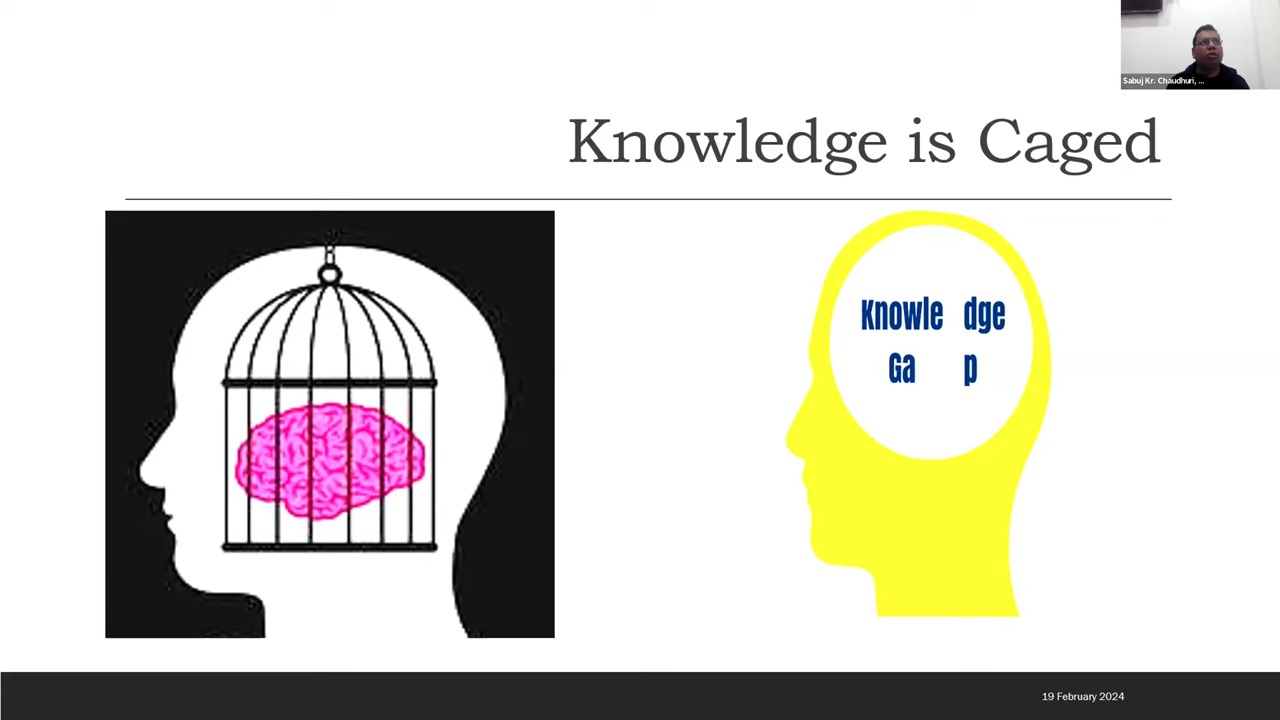 Sabuj Kr. Chaudhuri, ...
Knowledge is Caged
Knowle dge
Ga p
19 February 2024